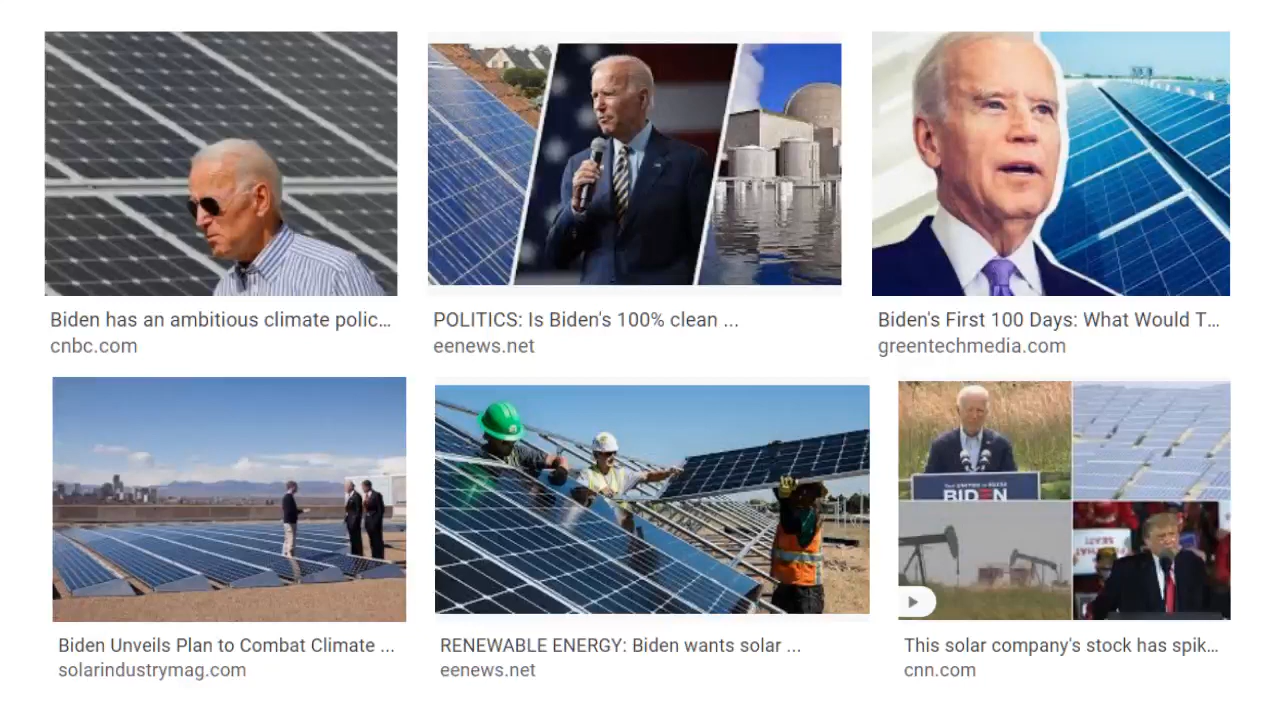 Biden has an ambitious climate polic...
cnbc.com
POLITICS: Is Biden's 100% clean ...
eenews.net
Biden's First 100 Days: What Would T...
greentechmedia.com
BIDEN
Biden Unveils Plan to Combat Climate ...
solarindustrymag.com
RENEWABLE ENERGY: Biden wants solar ...
eenews.net
This solar company's stock has spik...
cnn.com